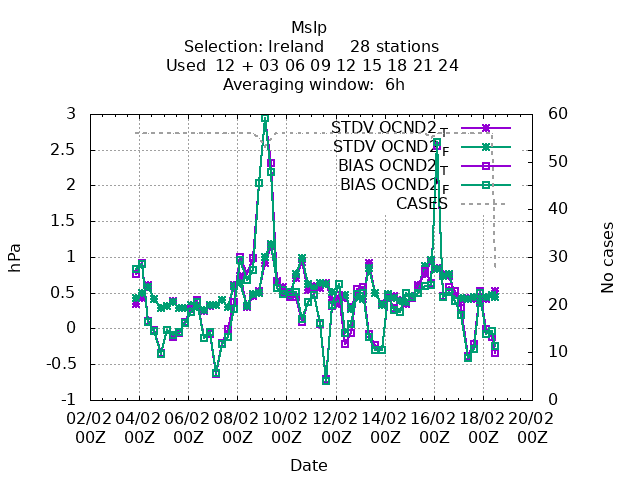 Mslp
Selection: Ireland 28 stations
Used 12 + 03 06 09 12 15 18 21 24
Averaging window: 6h
STDV OCND2_T
STDV OCND2_F
BIAS OCND2_T
BIAS OCND2_F
CASES
3
2.5
2
1.5
1
0.5
0
-0.5
-1
hPa
60
50
40
30
20
10
0
No cases
02/02 04/02 06/02 08/02 10/02 12/02 14/02 16/02 18/02 20/02
00Z 00Z 00Z 00Z 00Z 00Z 00Z 00Z 00Z 00Z
Date